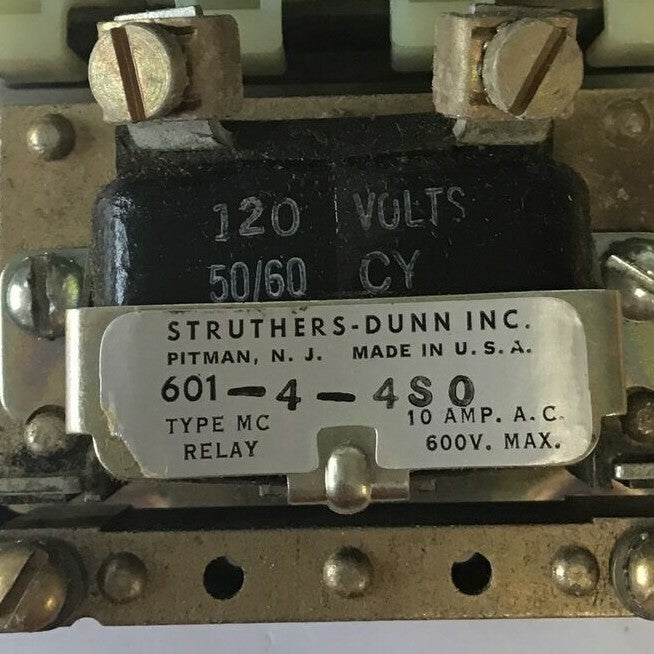 120 VOLTS
50/60 CY
STRUTHERS-DUNN INC.
PITMAN, N. J. MADE IN U.S.A.
601-4-4S0
TYPE MC 10 AMP. A.C.
RELAY 600V. MAX.